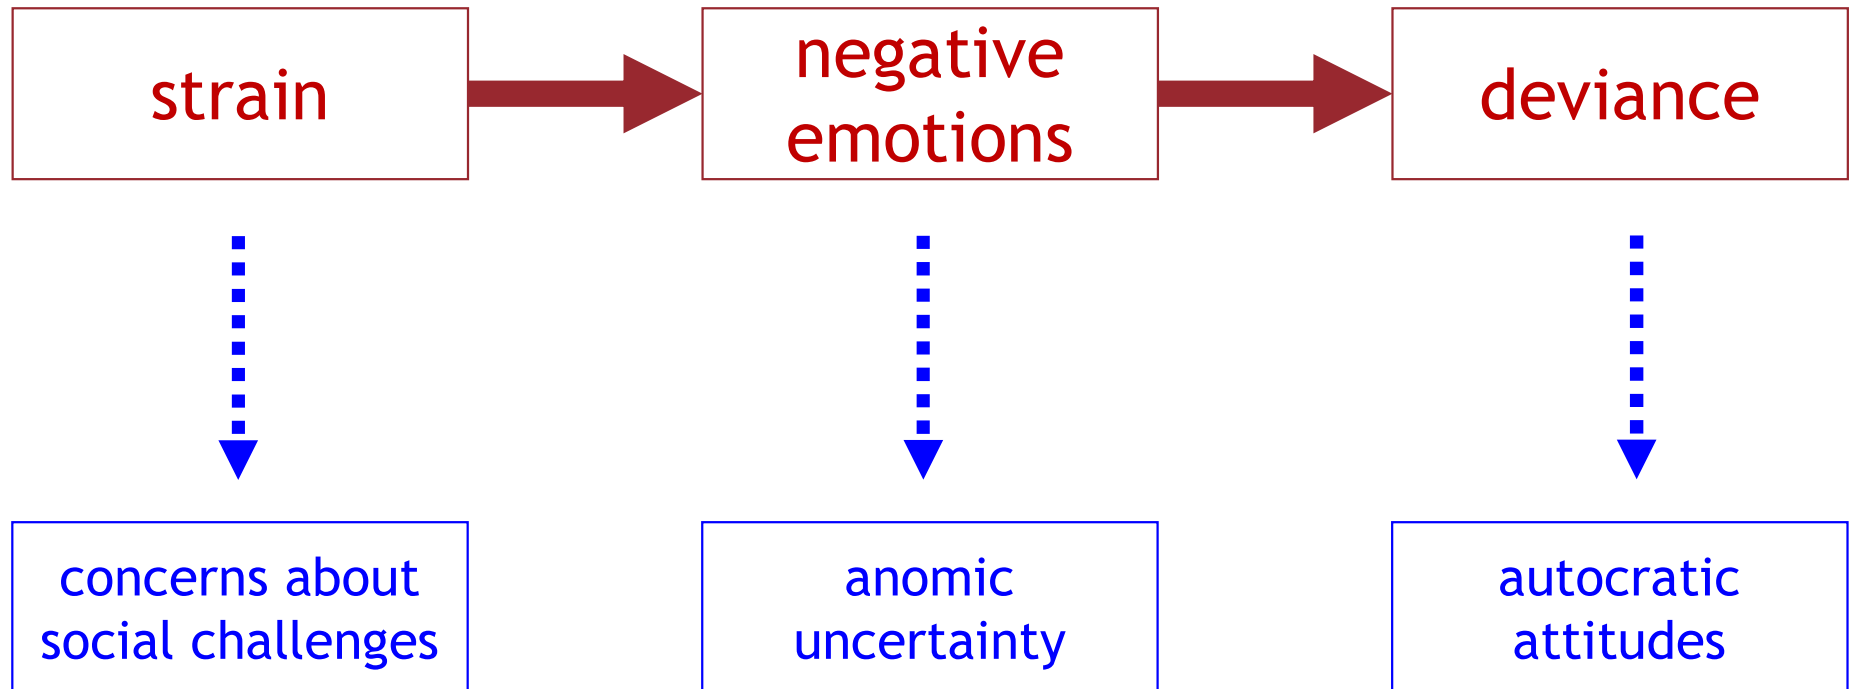 strain
negative
emotions
deviance
concerns about
social challenges
anomic
uncertainty
autocratic
attitudes